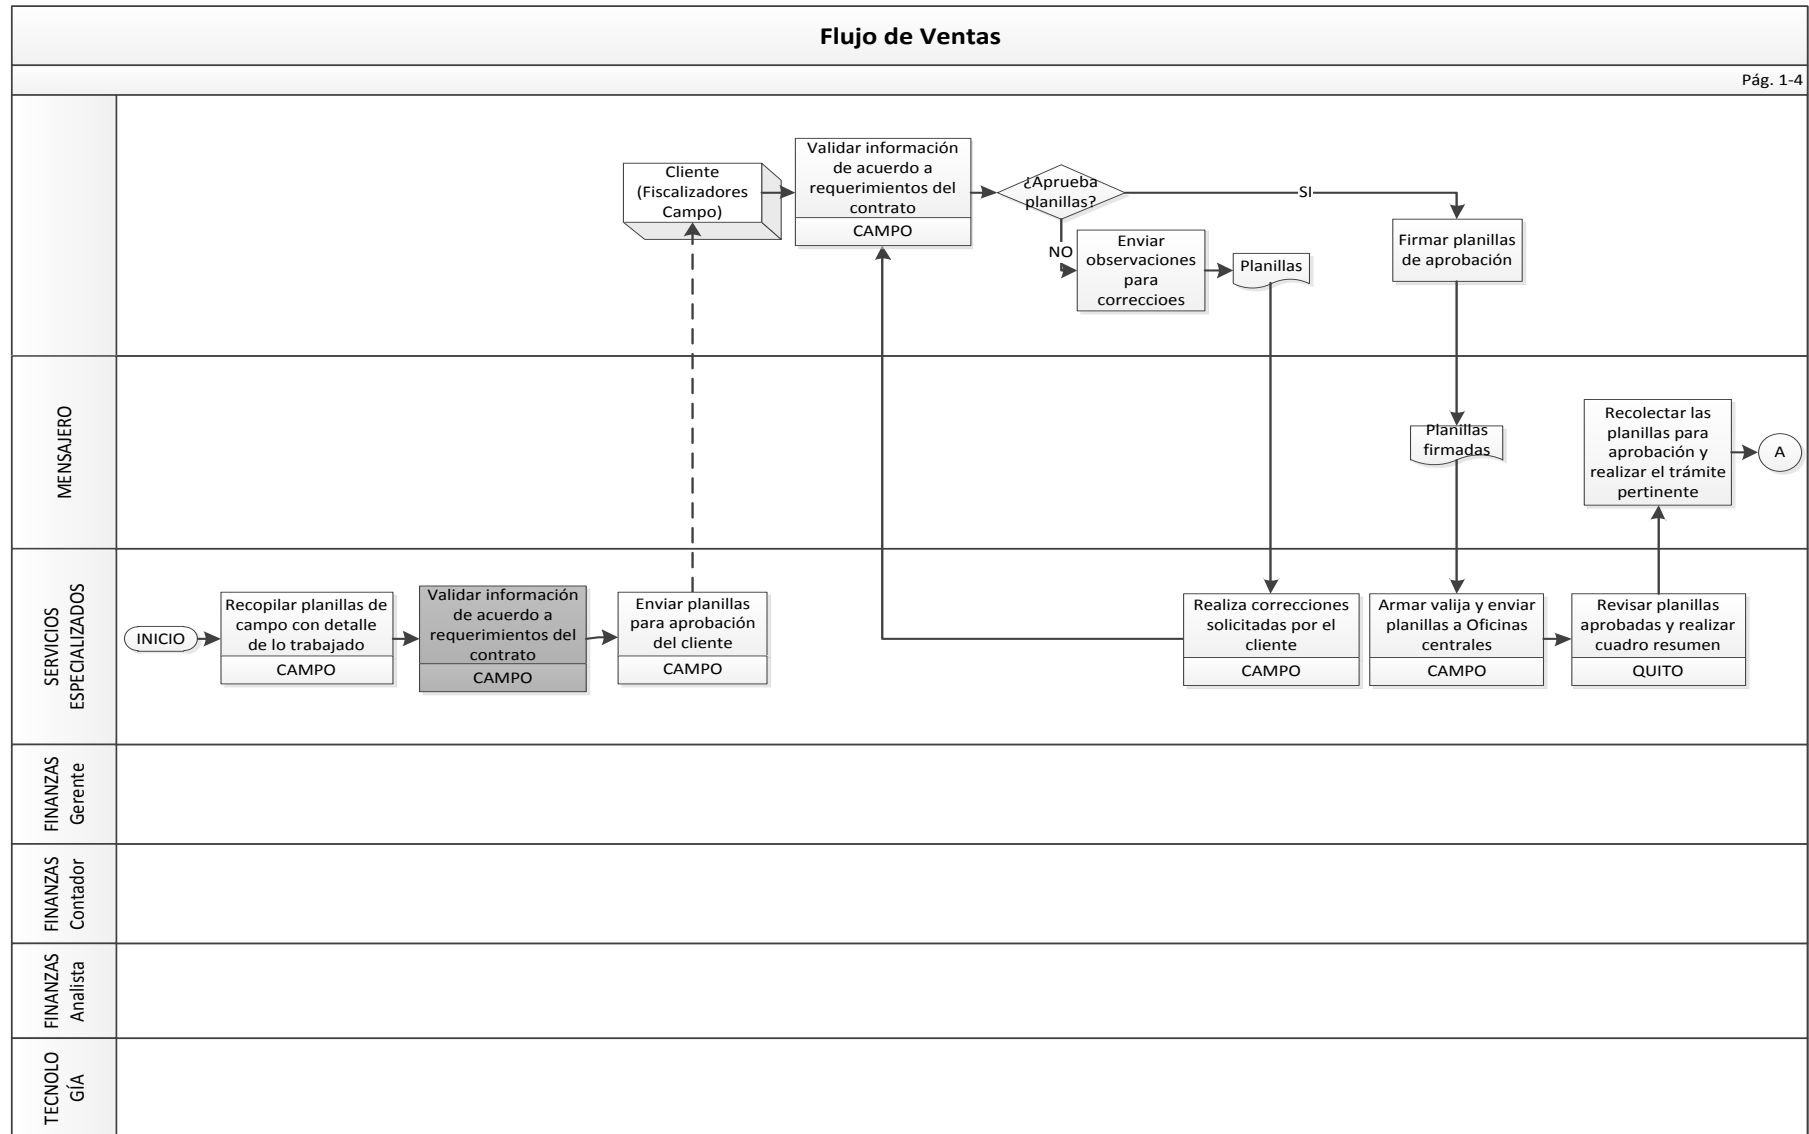 Flujo de Ventas
Pág. 1-4
Cliente
(Fiscalizadores
Campo)
Validar información
de acuerdo a
requerimientos del
contrato
CAMPO
¿Aprueba
planillas?
SI
NO
Enviar
observaciones
para
correccioes
Planillas
Firmar planillas
de aprobación
MENSAJERO
Planillas
firmadas
Recolectar las
planillas para
aprobación y
realizar el trámite
pertinente
A
SERVICIOS
ESPECIALIZADOS
INICIO
Recopilar planillas de
campo con detalle
de lo trabajado
CAMPO
Validar información
de acuerdo a
requerimientos del
contrato
CAMPO
Enviar planillas
para aprobación
del cliente
CAMPO
Realiza correcciones
solicitadas por el
cliente
CAMPO
Armar valija y enviar
planillas a Oficinas
centrales
CAMPO
Revisar planillas
aprobadas y realizar
cuadro resumen
QUITO
FINANZAS
Gerente
FINANZAS
Contador
FINANZAS
Analista
TECNOLO
GÍA